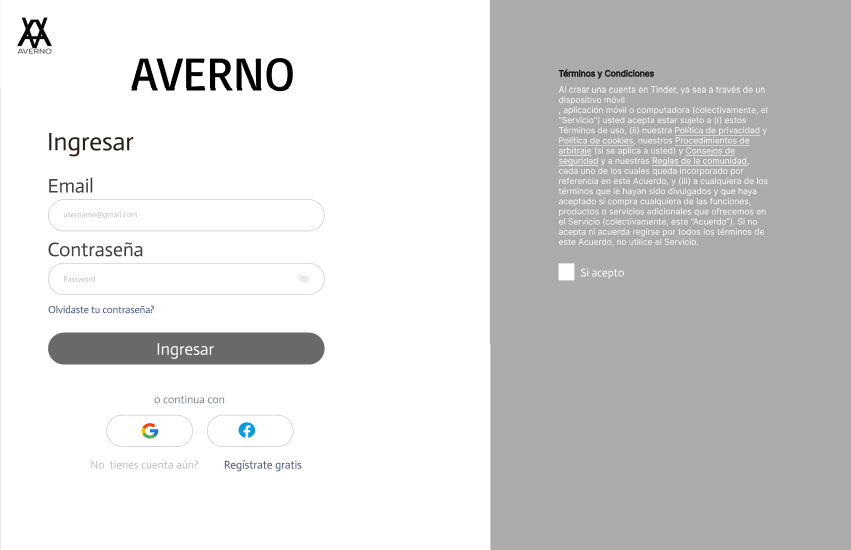 AVERNO
AVERNO
Ingresar
Email
username@gmail.com
Contraseña
Password
Olvidaste tu contraseña?
Ingresar
o continua con
No tienes cuenta aún? Regístrate gratis
Términos y Condiciones
Al crear una cuenta en Tinder, ya sea a través de un
dispositivo móvil
, aplicación móvil o computadora (colectivamente, el
"Servicio") usted acepta estar sujeto a (i) estos
Términos de uso, (ii) nuestra Política de privacidad y
Política de cookies, nuestros Procedimientos de
arbitraje (si se aplica a usted) y Consejos de
seguridad y a nuestras Reglas de la comunidad,
cada uno de los cuales queda incorporado por
referencia en este Acuerdo, y (iii) a cualquiera de los
términos que le hayan sido divulgados y que haya
aceptado si compra cualquiera de las funciones,
productos o servicios adicionales que ofrecemos en
el Servicio (colectivamente, este "Acuerdo"). Si no
acepta ni acuerda regirse por todos los términos de
este Acuerdo, no utilice el Servicio.
Si acepto